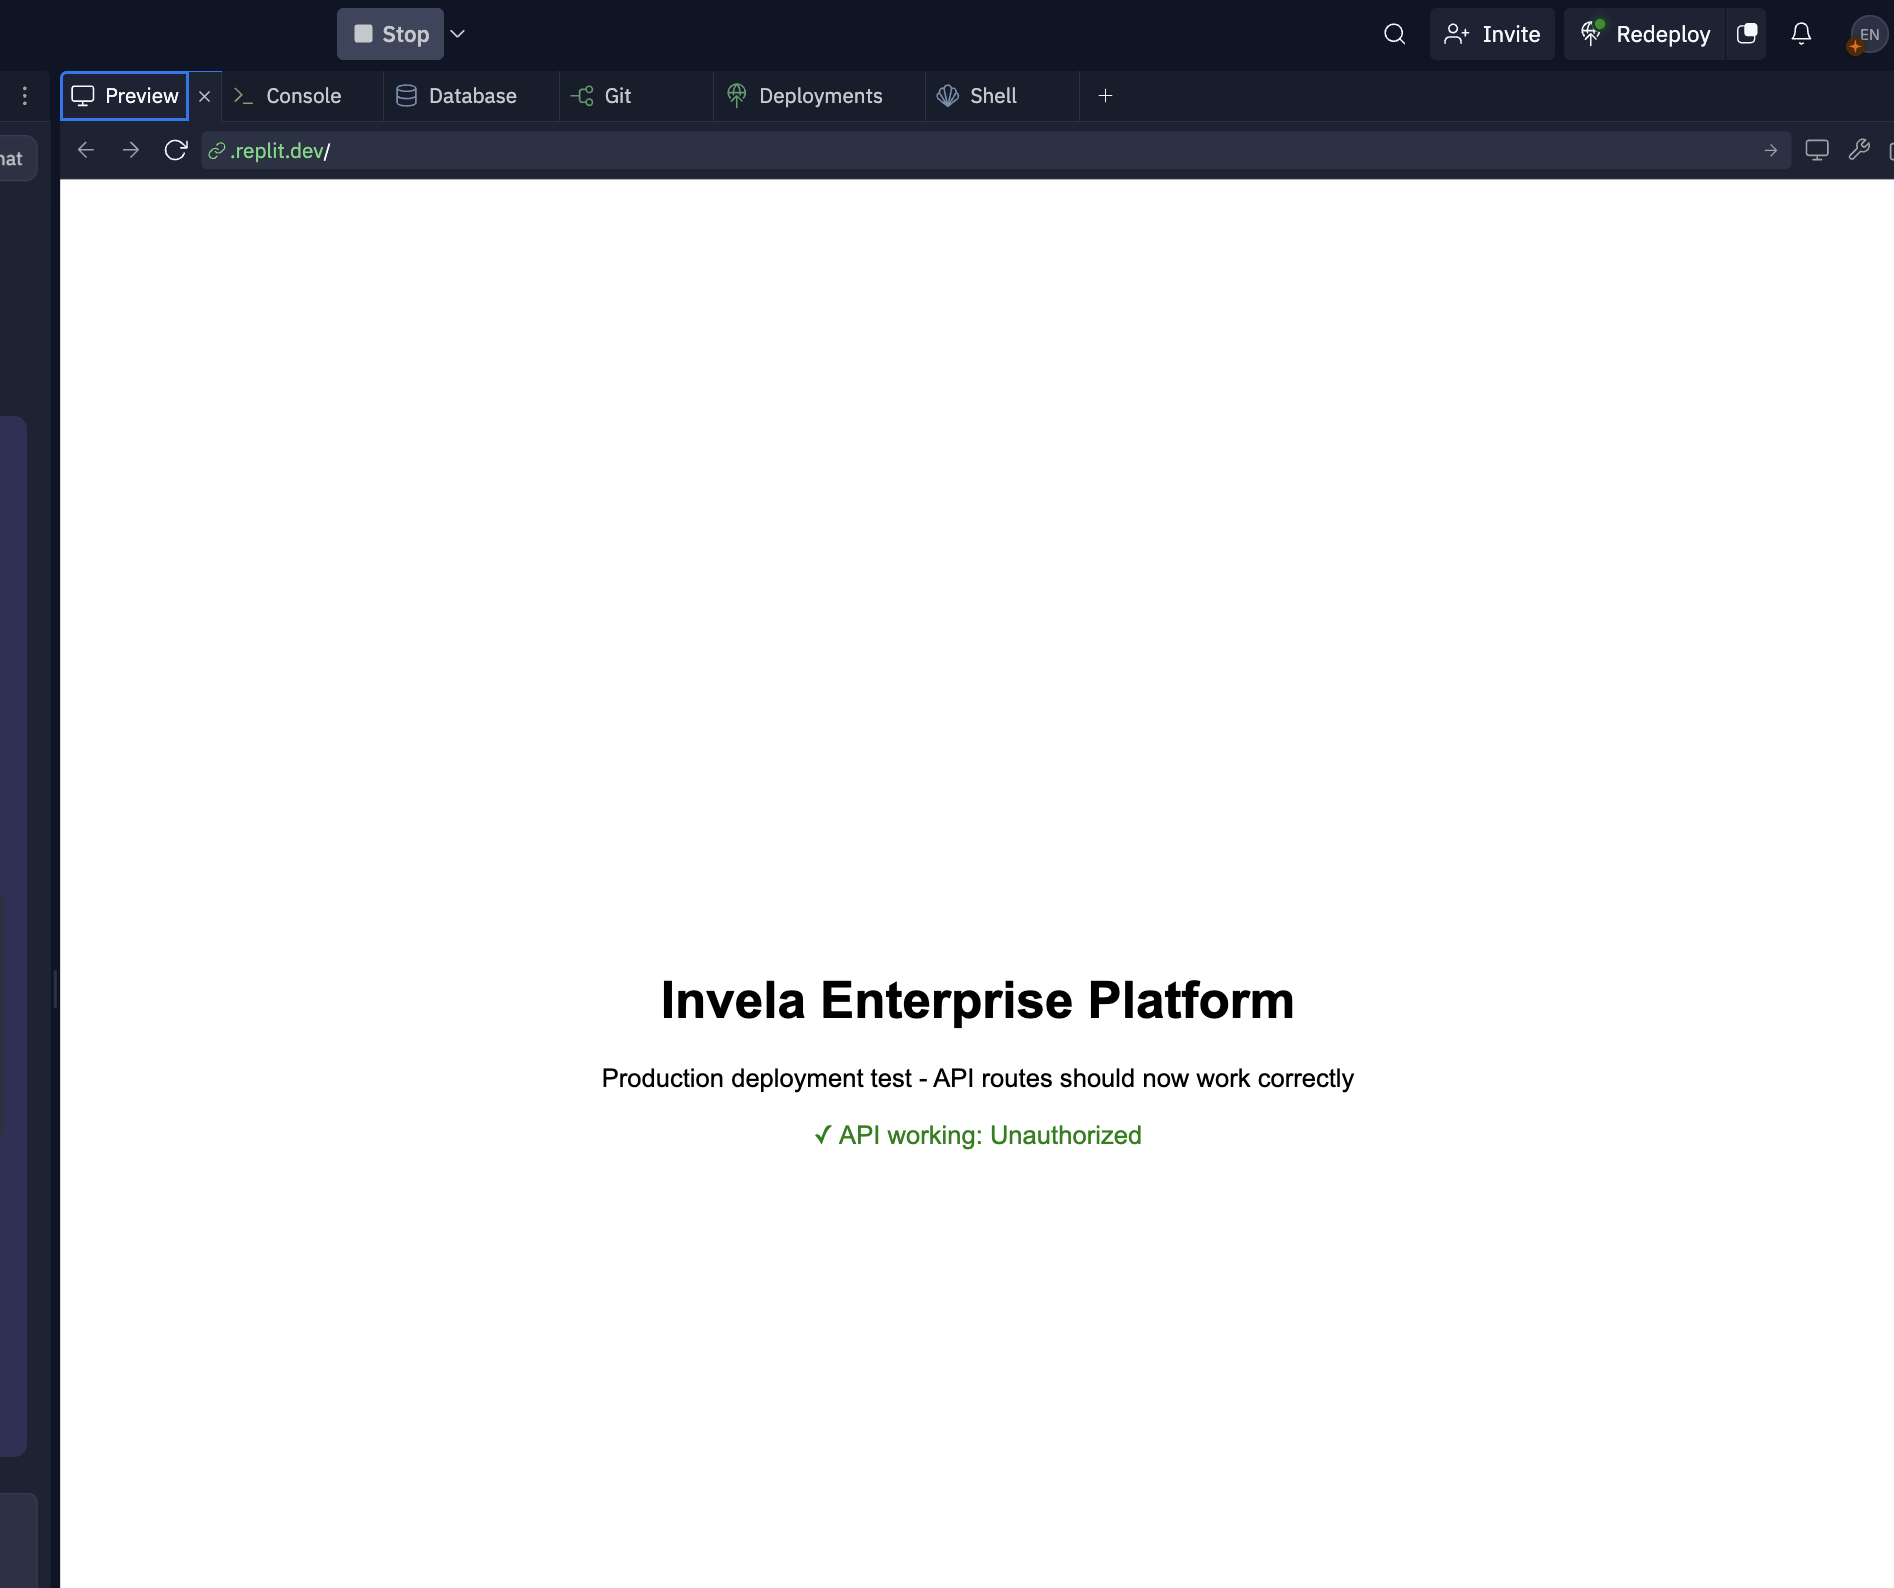 Stop
Invite
Redeploy
EN
Preview
Console
Database
Git
Deployments
Shell
.replit.dev/
Invela Enterprise Platform
Production deployment test - API routes should now work correctly
✓ API working: Unauthorized